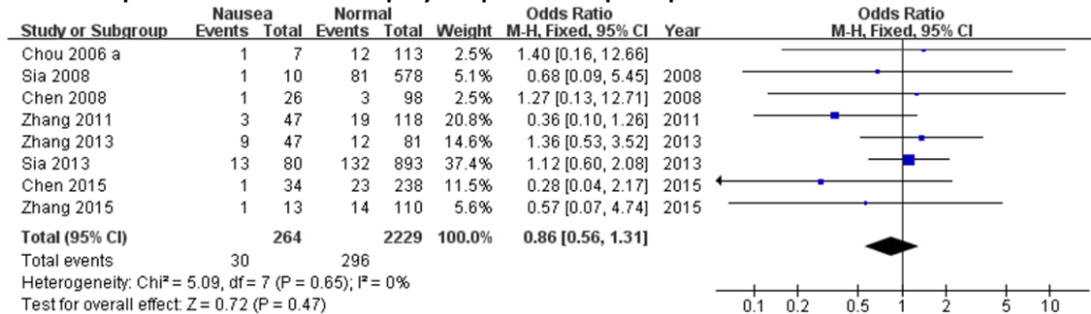 Nausea Normal Odds Ratio Odds Ratio
Study or Subgroup Events Total Events Total Weight M-H, Fixed, 95% CI Year M-H, Fixed, 95% CI
Chou 2006 a 1 7 12 113 2.5% 1.40 [0.16, 12.66]
Sia 2008 1 10 81 578 5.1% 0.68 [0.09, 5.45] 2008
Chen 2008 1 26 3 98 2.5% 1.27 [0.13, 12.71] 2008
Zhang 2011 3 47 19 118 20.8% 0.36 [0.10, 1.26] 2011
Zhang 2013 9 47 12 81 14.6% 1.36 [0.53, 3.52] 2013
Sia 2013 13 80 132 893 37.4% 1.12 [0.60, 2.08] 2013
Chen 2015 1 34 23 238 11.5% 0.28 [0.04, 2.17] 2015
Zhang 2015 1 13 14 110 5.6% 0.57 [0.07, 4.74] 2015
Total (95% CI) 264 2229 100.0% 0.86 [0.56, 1.31]
Total events 30 296
Heterogeneity: Chi² = 5.09, df = 7 (P = 0.65); I² = 0%
Test for overall effect: Z = 0.72 (P = 0.47)
0.1 0.2 0.5 1 2 5 10